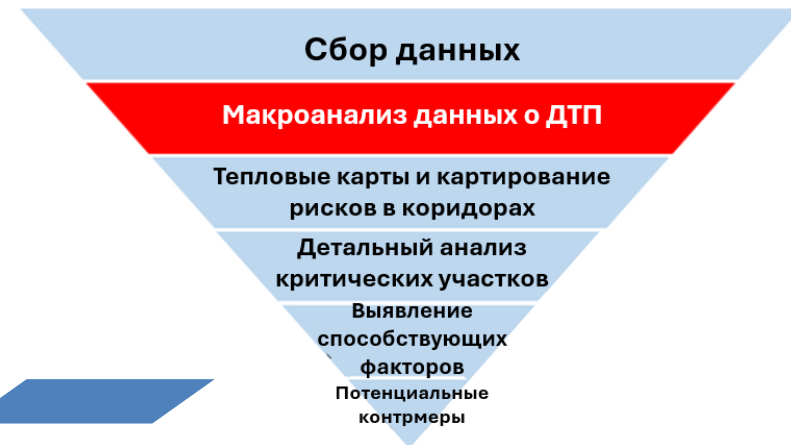 Сбор данных
Макроанализ данных о ДТП
Тепловые карты и картирование
рисков в коридорах
Детальный анализ
критических участков
Выявление
способствующих
факторов
Потенциальные
контрмеры